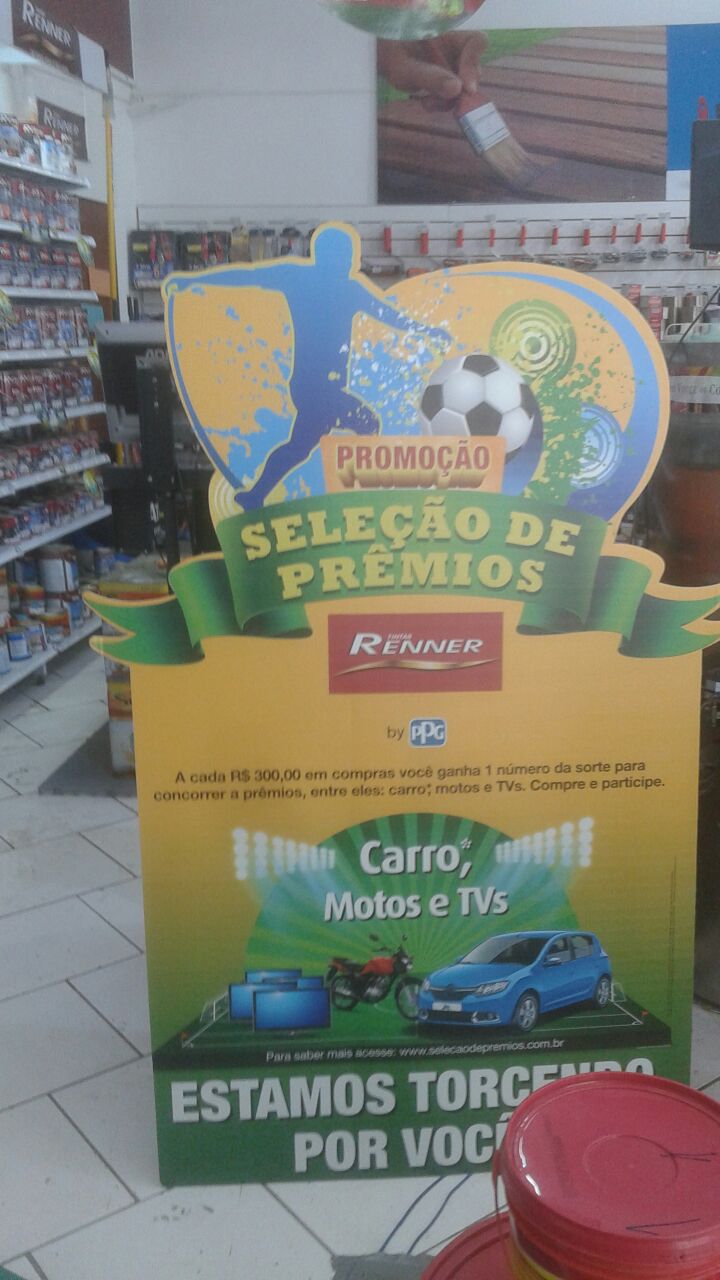 RENNER
PROMOÇÃO
SELEÇÃO DE
PRÊMIOS
TINTAS
RENNER
by PPG
A cada R$ 300,00 em compras você ganha 1 número da sorte para
concorrer a prêmios, entre eles: carro*, motos e TVs. Compre e participe.
Carro*,
Motos e TVs
Para saber mais acesse: www.selecaodepremios.com.br
ESTAMOS TORCENDO
POR VOCÊ